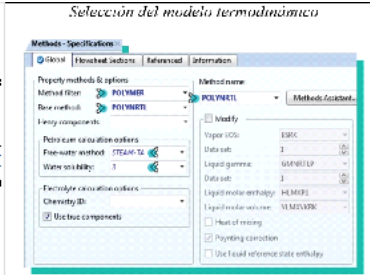 Selección del modelo termodinámico
Methods - Specifications
Global Flowsheet Sections Referenced Information
Property methods & options
Method filter: POLYMER
Base method: POLYNRTL
Henry components:
Petroleum calculation options
Free-water method: STEAM-TA
Water solubility: 3
Electrolyte calculation options
Chemistry ID:
Use true components
Method name:
POLYNRTL Methods Assistant...
Modify
Vapor EOS: ESRK
Data set: 1
Liquid gamma: GMNRTLP
Data set: 1
Liquid molar enthalpy:
Liquid molar volume:
Heat of mixing
Poynting correction
Use liquid reference state enthalpy